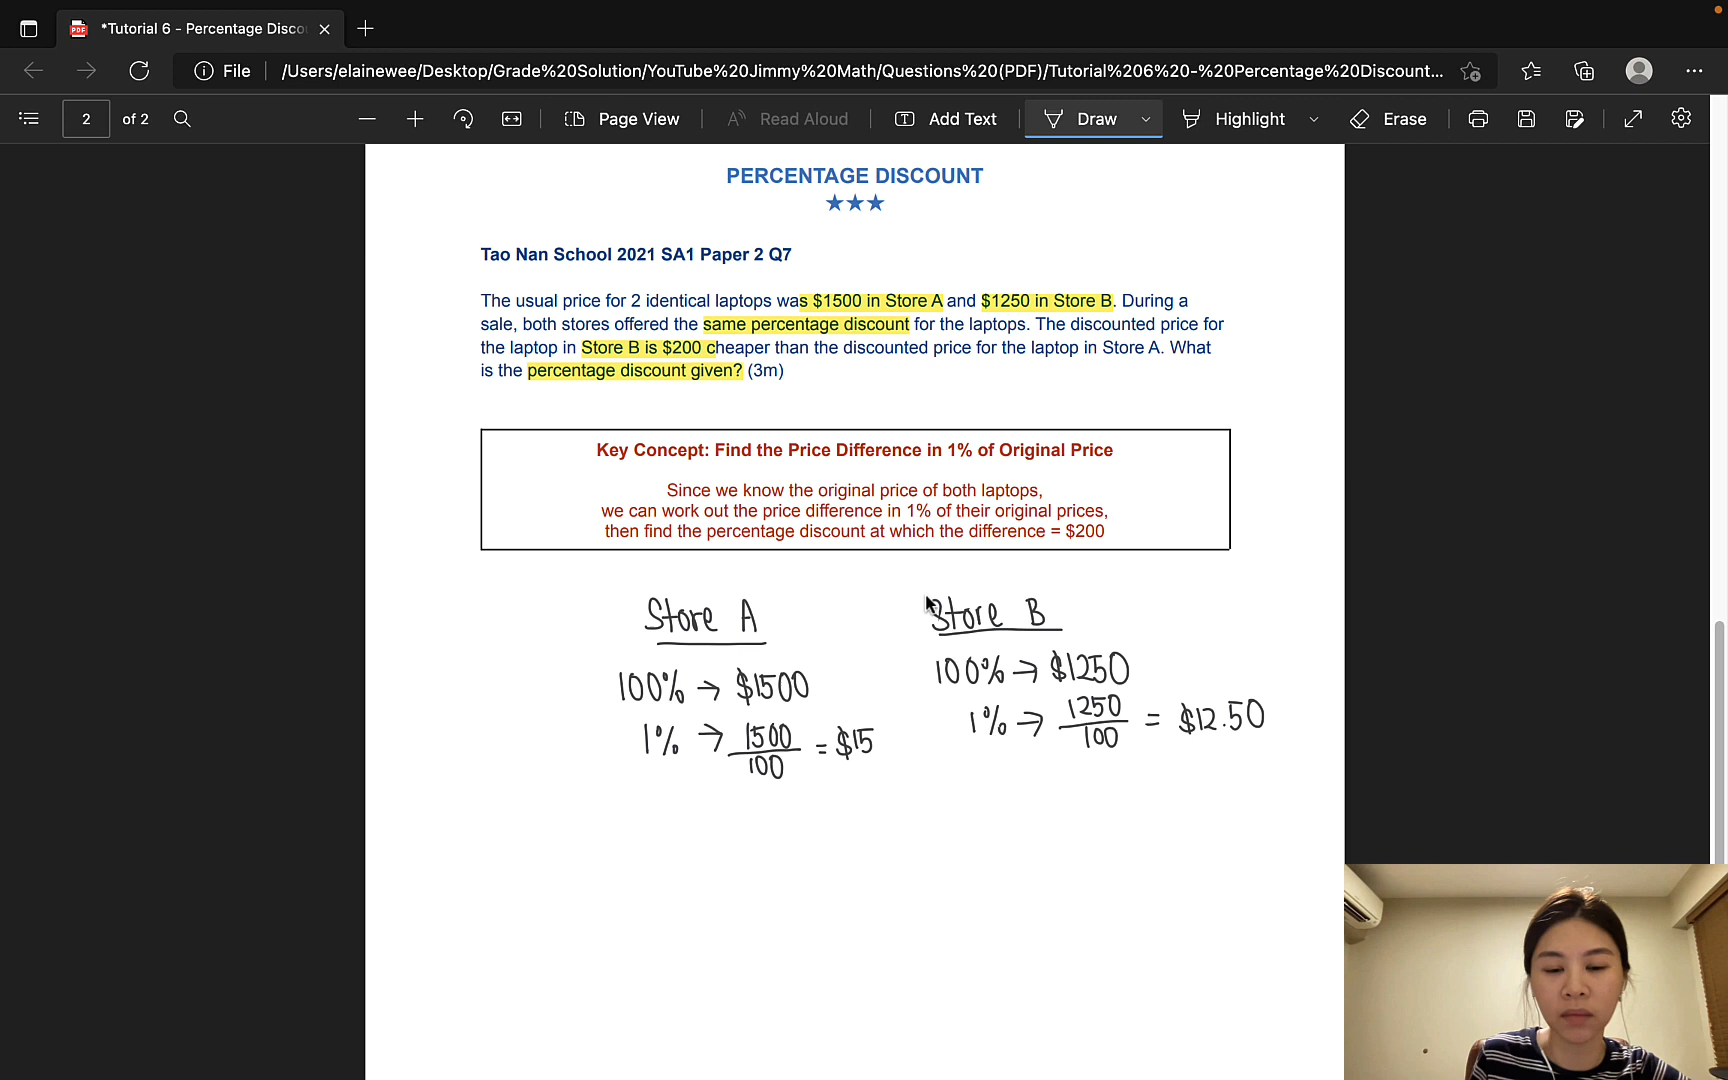 *Tutorial 6 - Percentage Disco
File
/Users/elainewee/Desktop/Grade%20Solution/YouTube%20Jimmy%20Math/Questions%20(PDF)/Tutorial%206%20-%20Percentage%20Discount...
2 of 2
Page View
Read Aloud
Add Text
Draw
Highlight
Erase
PERCENTAGE DISCOUNT
★★★
Tao Nan School 2021 SA1 Paper 2 Q7
The usual price for 2 identical laptops was $1500 in Store A and $1250 in Store B. During a
sale, both stores offered the same percentage discount for the laptops. The discounted price for
the laptop in Store B is $200 cheaper than the discounted price for the laptop in Store A. What
is the percentage discount given? (3m)
Key Concept: Find the Price Difference in 1% of Original Price
Since we know the original price of both laptops,
we can work out the price difference in 1% of their original prices,
then find the percentage discount at which the difference = $200
Store A
100% → $1500
1% → 1500/100 = $15
Store B
100% → $1250
1% → 1250/100 = $12.50